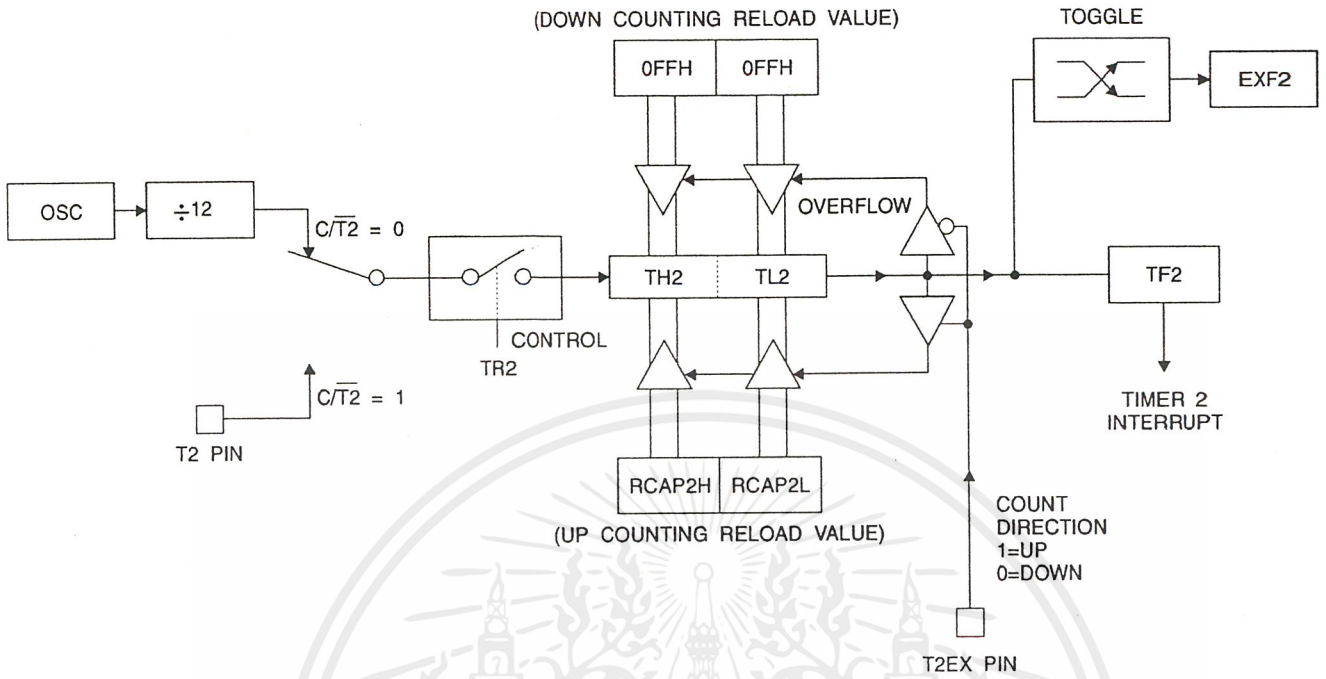 (DOWN COUNTING RELOAD VALUE)
TOGGLE
0FFH 0FFH
EXF2
OSC
÷12
C/T2̅ = 0
OVERFLOW
TH2 TL2
TF2
CONTROL
TR2
C/T2̅ = 1
T2 PIN
TIMER 2
INTERRUPT
RCAP2H RCAP2L
(UP COUNTING RELOAD VALUE)
COUNT
DIRECTION
1=UP
0=DOWN
T2EX PIN